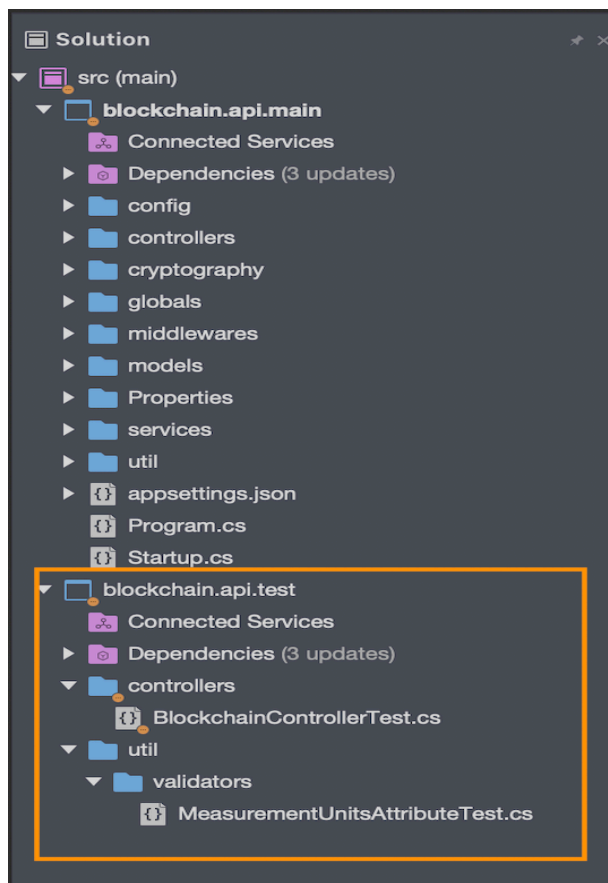 Solution
src (main)
blockchain.api.main
Connected Services
Dependencies (3 updates)
config
controllers
cryptography
globals
middlewares
models
Properties
services
util
appsettings.json
Program.cs
Startup.cs
blockchain.api.test
Connected Services
Dependencies (3 updates)
controllers
BlockchainControllerTest.cs
util
validators
MeasurementUnitsAttributeTest.cs